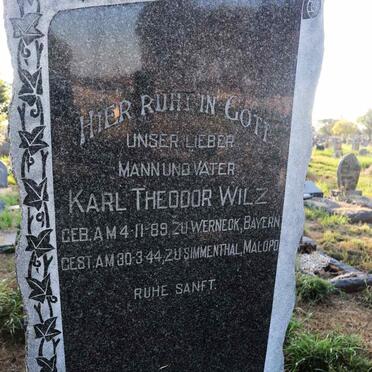 HIER RUHT IN GOTT
UNSER LIEBER
MANN UND VATER
KARL THEODOR WILZ
GEB. AM 4·11·89, ZU WERNECK, BAYERN
GEST. AM 30·3·44, ZU SIMMENTHAL, MALOPO
RUHE SANFT.